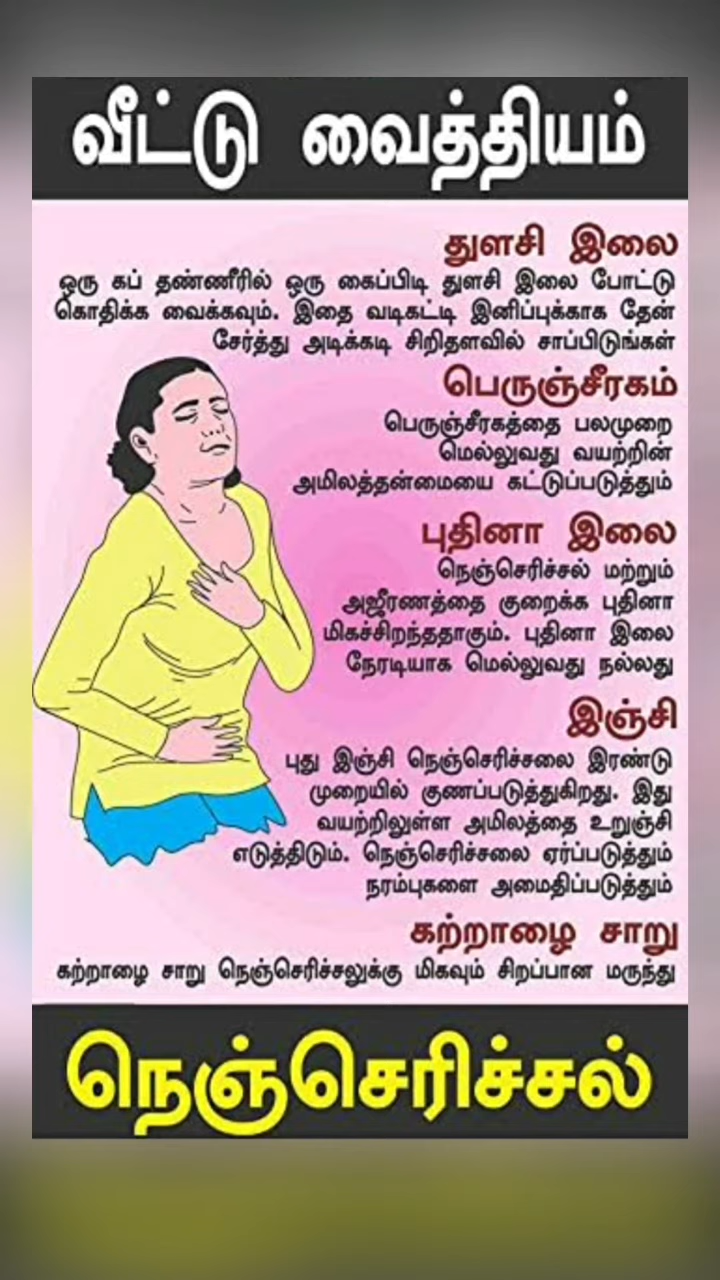 வீட்டு வைத்தியம்
துளசி இலை
ஒரு கப் தண்ணீரில் ஒரு கைப்பிடி துளசி இலை போட்டு
கொதிக்க வைக்கவும். இதை வடிகட்டி இனிப்புக்காக தேன்
சேர்த்து அடிக்கடி சிறிதளவில் சாப்பிடுங்கள்
பெருஞ்சீரகம்
பெருஞ்சீரகத்தை பலமுறை
மெல்லுவது வயற்றின்
அமிலத்தன்மையை கட்டுப்படுத்தும்
புதினா இலை
நெஞ்செரிச்சல் மற்றும்
அஜீரணத்தை குறைக்க புதினா
மிகச்சிறந்ததாகும். புதினா இலை
நேரடியாக மெல்லுவது நல்லது
இஞ்சி
புது இஞ்சி நெஞ்செரிச்சலை இரண்டு
முறையில் குணப்படுத்துகிறது. இது
வயற்றிலுள்ள அமிலத்தை உறுஞ்சி
எடுத்திடும். நெஞ்செரிச்சலை ஏர்ப்படுத்தும்
நரம்புகளை அமைதிப்படுத்தும்
கற்றாழை சாறு
கற்றாழை சாறு நெஞ்செரிச்சலுக்கு மிகவும் சிறப்பான மருந்து
நெஞ்செரிச்சல்